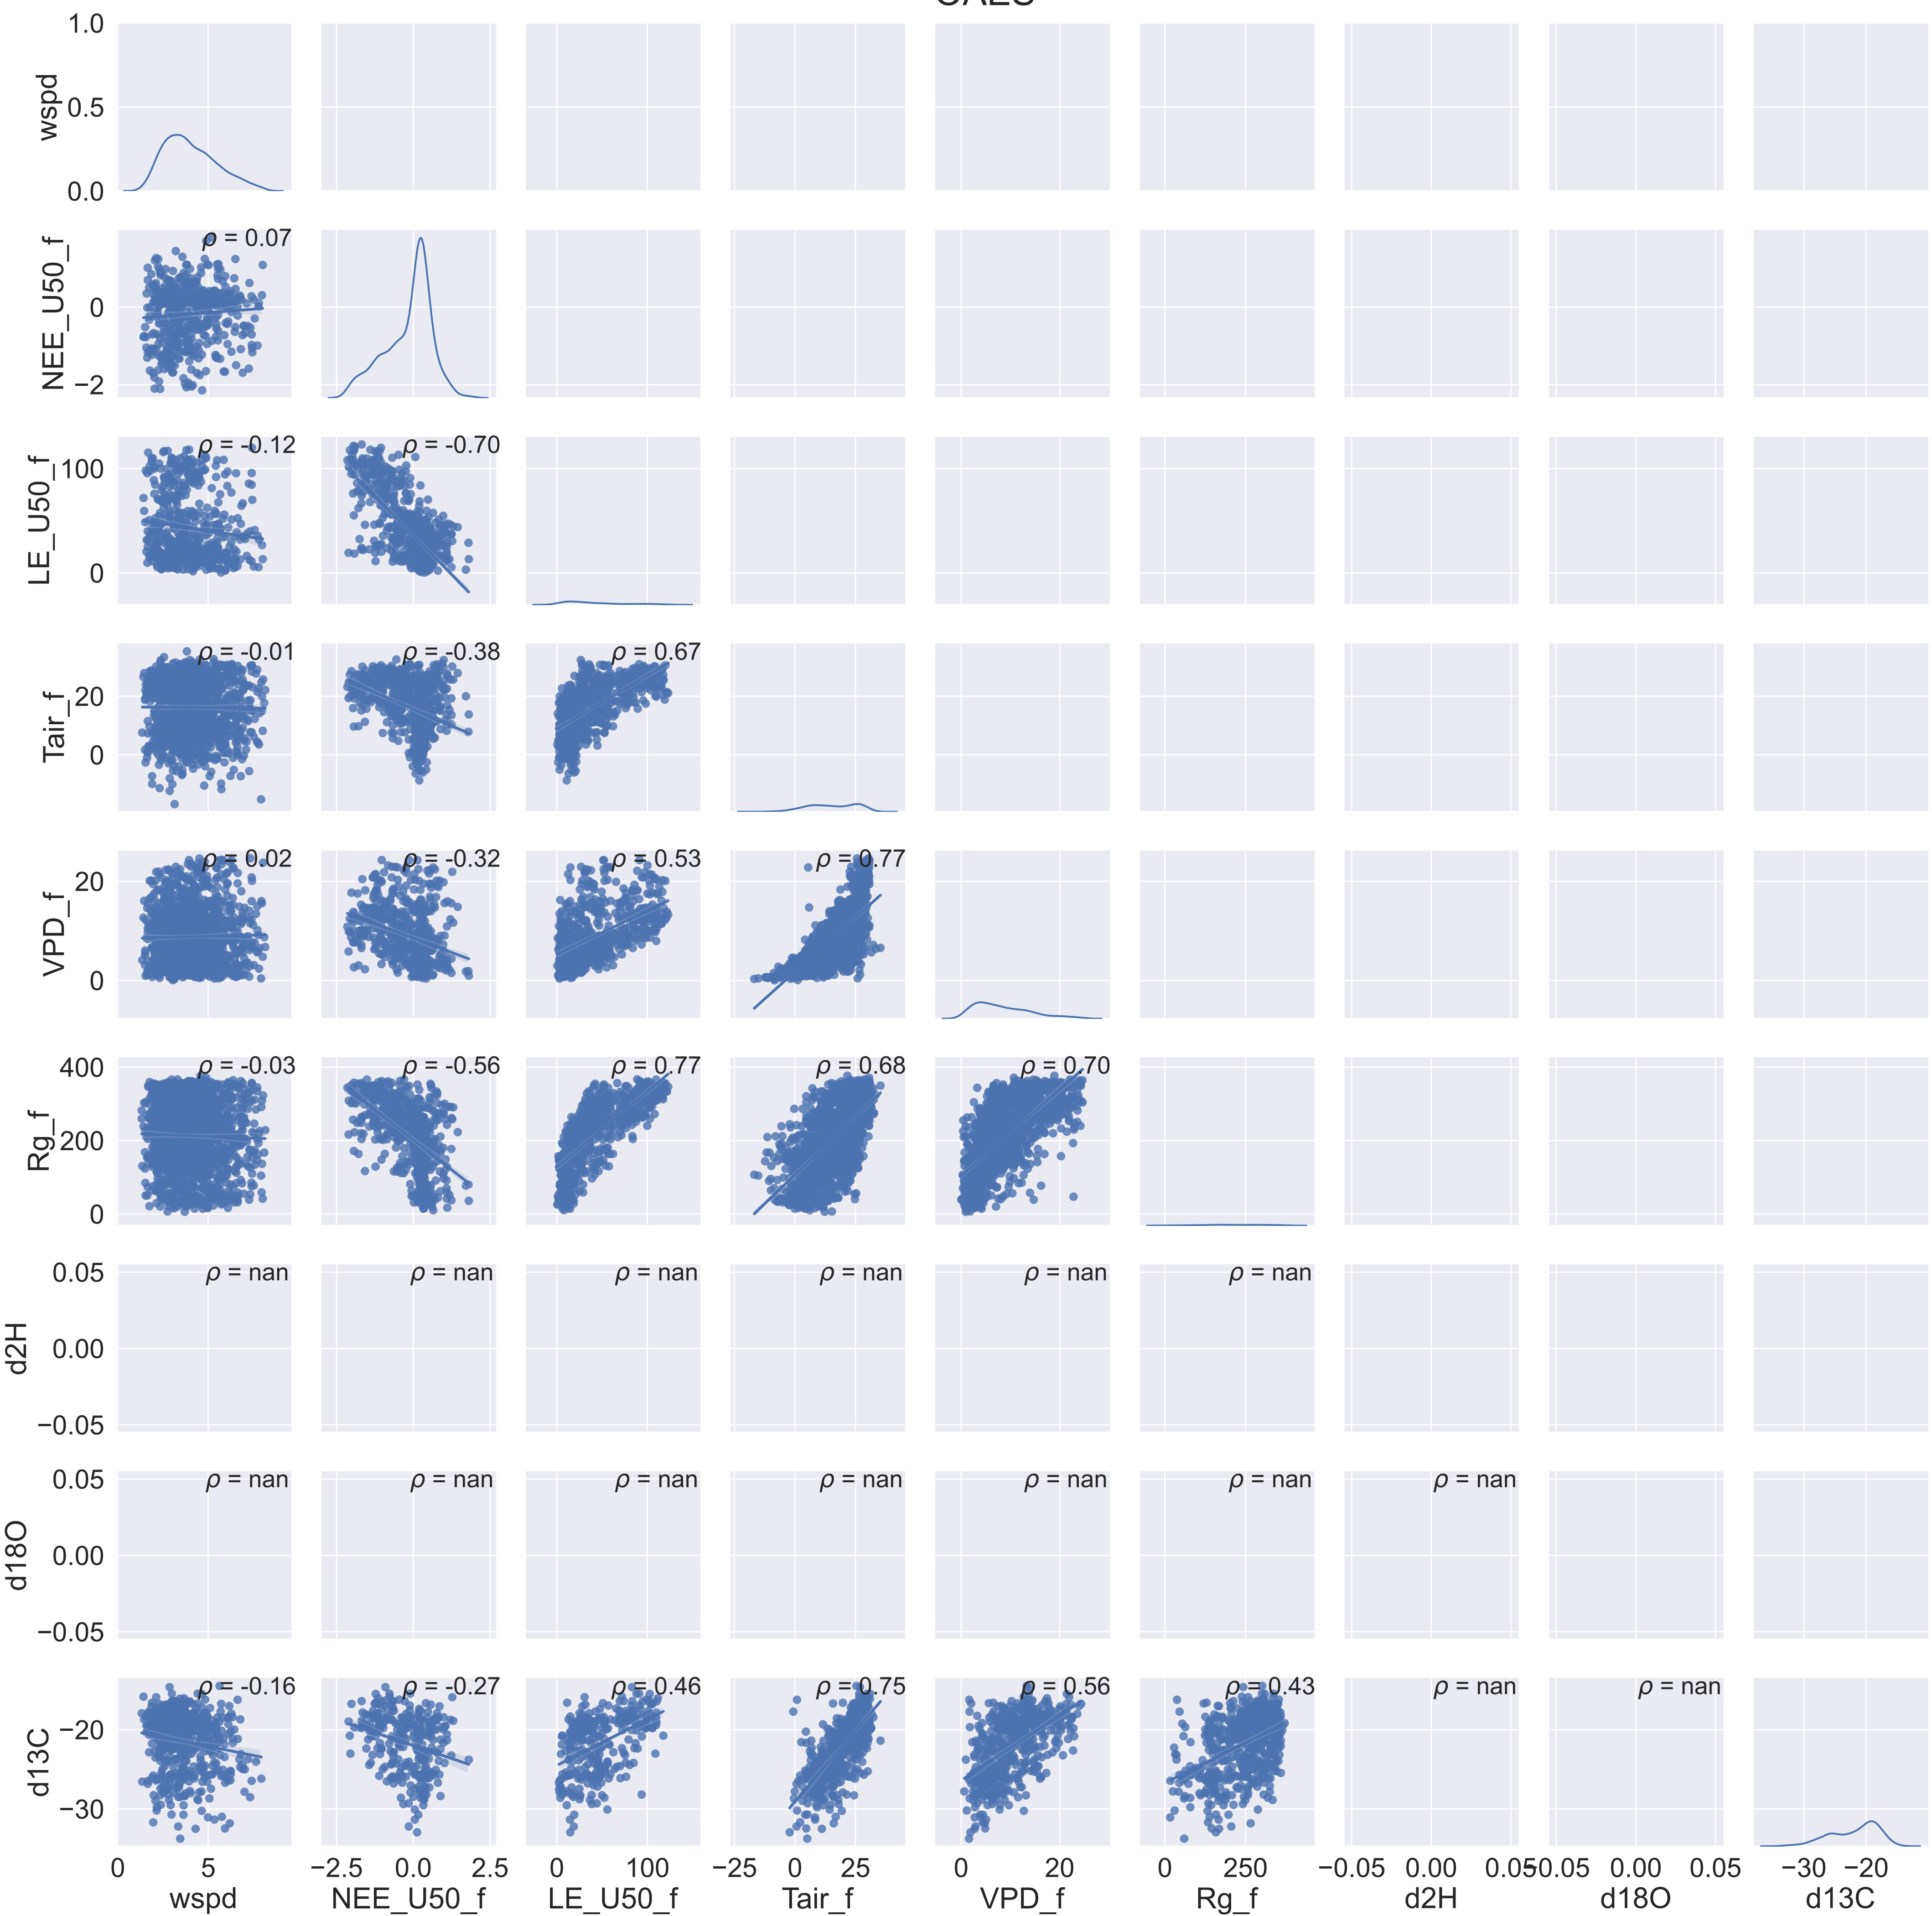 1.0
wspd
0.5
0.0
ρ = 0.07
NEE_U50_f
0
−2
ρ = -0.12
ρ = -0.70
LE_U50_f
100
0
ρ = -0.01
ρ = -0.38
ρ = 0.67
Tair_f
20
0
ρ = 0.02
ρ = -0.32
ρ = 0.53
ρ = 0.77
VPD_f
20
0
ρ = -0.03
ρ = -0.56
ρ = 0.77
ρ = 0.68
ρ = 0.70
Rg_f
400
200
0
ρ = nan
ρ = nan
ρ = nan
ρ = nan
ρ = nan
ρ = nan
d2H
0.05
0.00
−0.05
ρ = nan
ρ = nan
ρ = nan
ρ = nan
ρ = nan
ρ = nan
ρ = nan
d18O
0.05
0.00
−0.05
ρ = -0.16
ρ = -0.27
ρ = 0.46
ρ = 0.75
ρ = 0.56
ρ = 0.43
ρ = nan
ρ = nan
d13C
−20
−30
0 5 −2.5 0.0 2.5 0 100 −25 0 25 0 20 0 250 −0.05 0.00 0.05 −0.05 0.00 0.05 −30 −20
wspd NEE_U50_f LE_U50_f Tair_f VPD_f Rg_f d2H d18O d13C